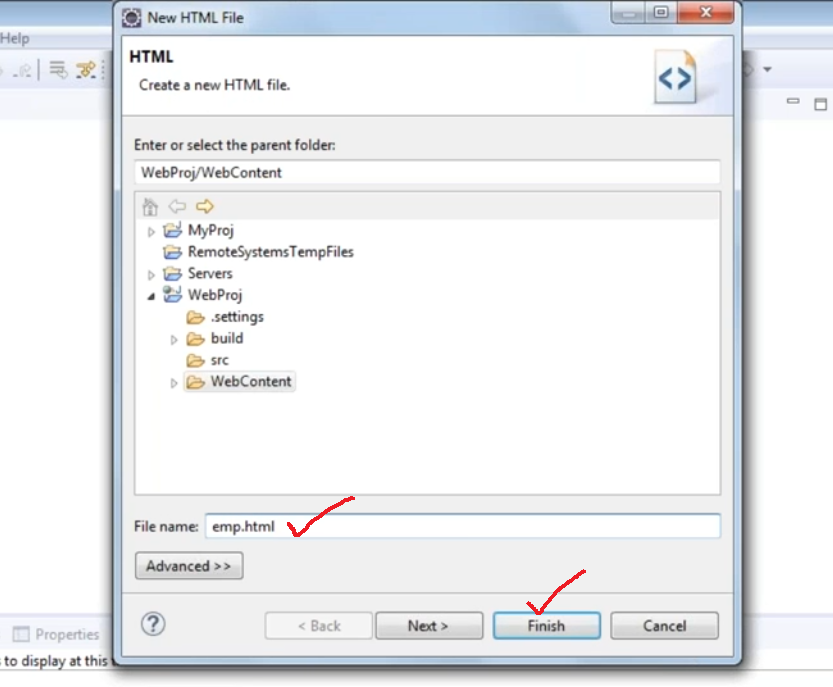 New HTML File
Help
HTML
Create a new HTML file.
Enter or select the parent folder:
WebProj/WebContent
MyProj
RemoteSystemsTempFiles
Servers
WebProj
.settings
build
src
WebContent
File name: emp.html
Advanced >>
< Back Next > Finish Cancel
Properties
to display at this